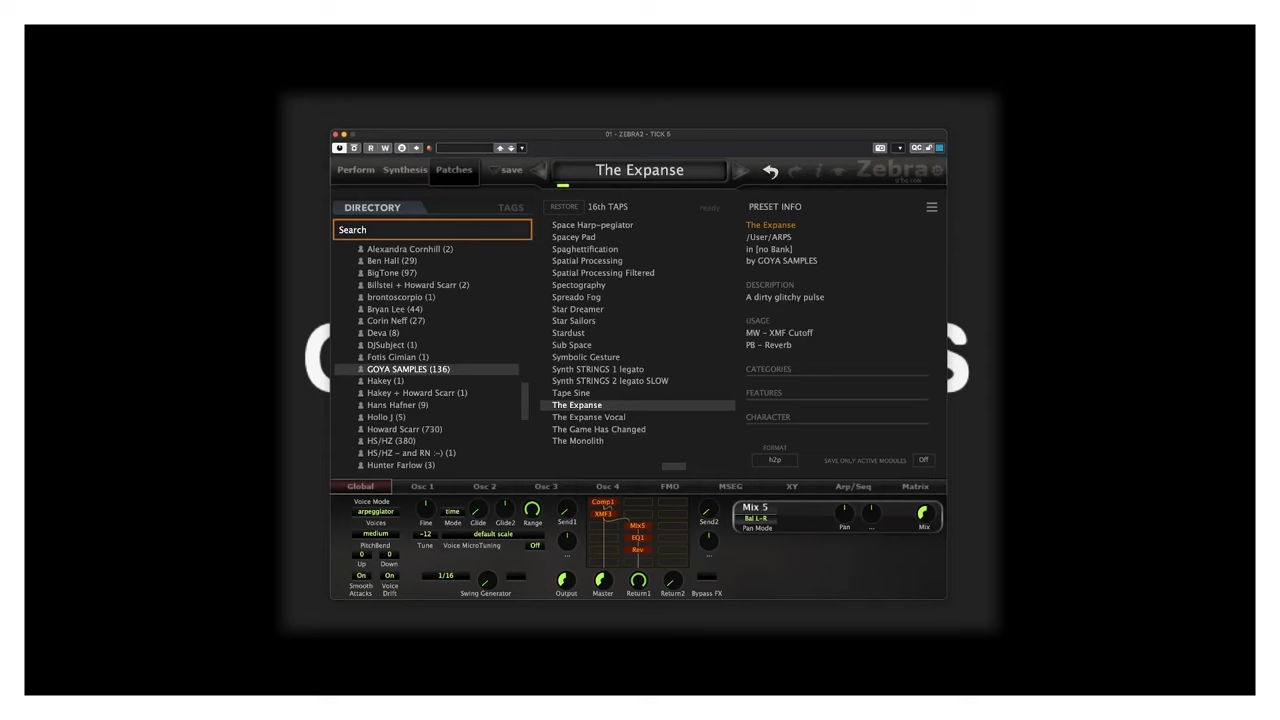 01 - ZEBRA2 - TICK 5
R W QC
Perform Synthesis Patches save The Expanse Zebra
DIRECTORY TAGS
Search
Alexandra Cornhill (2)
Ben Hall (29)
BigTone (97)
Billstei + Howard Scarr (2)
brontoscorpio (1)
Bryan Lee (44)
Corin Neff (27)
Deva (8)
DJSubject (1)
Fotis Gimian (1)
GOYA SAMPLES (136)
Hakey (1)
Hakey + Howard Scarr (1)
Hans Hafner (9)
Hollo J (5)
Howard Scarr (730)
HS/HZ (380)
HS/HZ - and RN :-) (1)
Hunter Farlow (3)
RESTORE 16th TAPS ready
Space Harp-pegiator
Spacey Pad
Spaghettification
Spatial Processing
Spatial Processing Filtered
Spectography
Spreado Fog
Star Dreamer
Star Sailors
Stardust
Sub Space
Symbolic Gesture
Synth STRINGS 1 legato
Synth STRINGS 2 legato SLOW
Tape Sine
The Expanse
The Expanse Vocal
The Game Has Changed
The Monolith
PRESET INFO
The Expanse
/User/ARPS
in [no Bank]
by GOYA SAMPLES
DESCRIPTION
A dirty glitchy pulse
USAGE
MW - XMF Cutoff
PB - Reverb
CATEGORIES
FEATURES
CHARACTER
FORMAT
h2p SAVE ONLY ACTIVE MODULES Off
Global Osc 1 Osc 2 Osc 3 Osc 4 FMO MSEG XY Arp/Seq Matrix
Voice Mode
arpeggiator
Voices
medium
PitchBend
0 0
Up Down
On On
Smooth Attacks
Voice Drift
time
Fine Mode Glide Glide2 Range
-12 default scale
Tune Voice MicroTuning Off
1/16
Swing Generator
Send1
...
Output
Comp1
XMF3
Mix5
EQ1
Rev
Master Return1 Return2 Bypass FX
Send2
...
Mix 5
Bal L-R
Pan Mode
Pan ... Mix